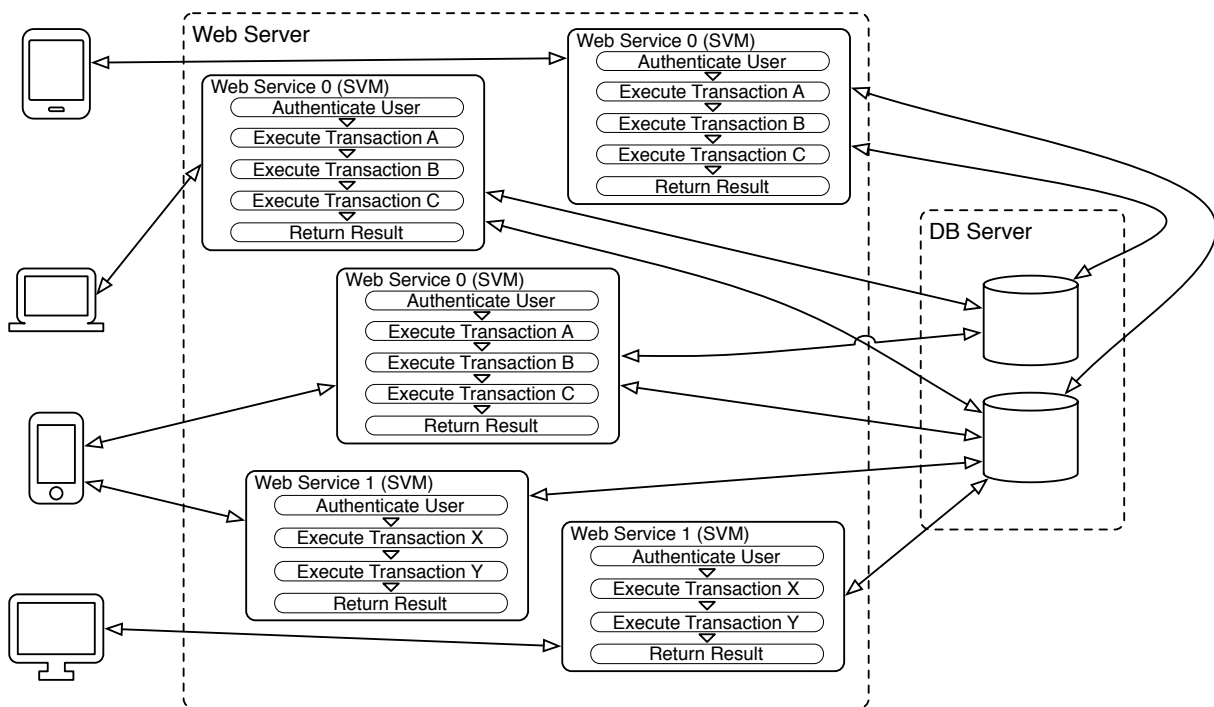 Web Server
Web Service 0 (SVM)
Authenticate User
Execute Transaction A
Execute Transaction B
Execute Transaction C
Return Result
Web Service 0 (SVM)
Authenticate User
Execute Transaction A
Execute Transaction B
Execute Transaction C
Return Result
DB Server
Web Service 0 (SVM)
Authenticate User
Execute Transaction A
Execute Transaction B
Execute Transaction C
Return Result
Web Service 1 (SVM)
Authenticate User
Execute Transaction X
Execute Transaction Y
Return Result
Web Service 1 (SVM)
Authenticate User
Execute Transaction X
Execute Transaction Y
Return Result